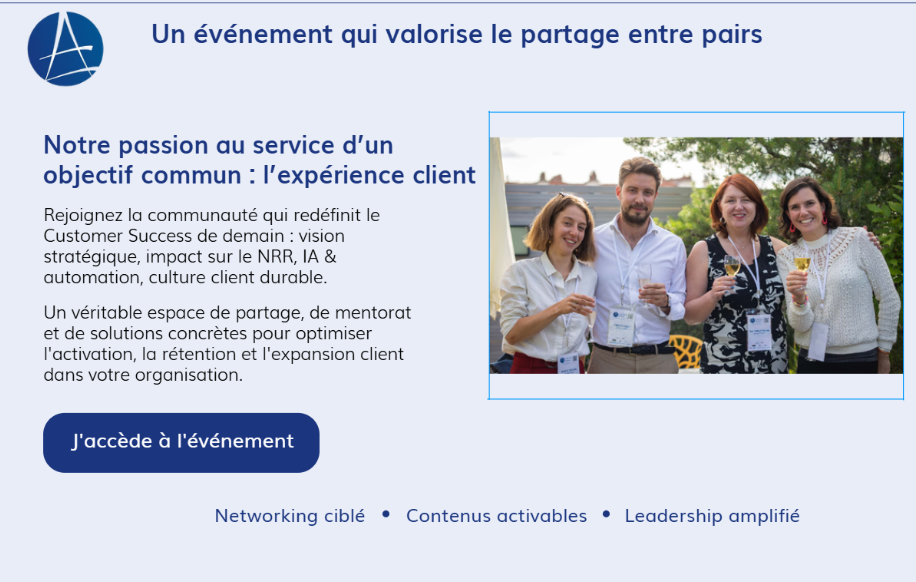 Un événement qui valorise le partage entre pairs
Notre passion au service d’un
objectif commun : l’expérience client
Rejoignez la communauté qui redéfinit le
Customer Success de demain : vision
stratégique, impact sur le NRR, IA &
automation, culture client durable.
Un véritable espace de partage, de mentorat
et de solutions concrètes pour optimiser
l'activation, la rétention et l'expansion client
dans votre organisation.
J'accède à l'événement
Networking ciblé • Contenus activables • Leadership amplifié